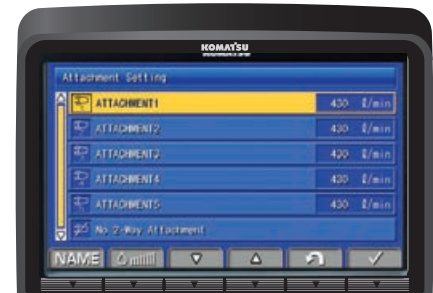 KOMATSU
Attachment Setting
ATTACHMENT1 430 ℓ/min
ATTACHMENT2 430 ℓ/min
ATTACHMENT3 430 ℓ/min
ATTACHMENT4 430 ℓ/min
ATTACHMENT5 430 ℓ/min
No 2-Way Attachment
NAME